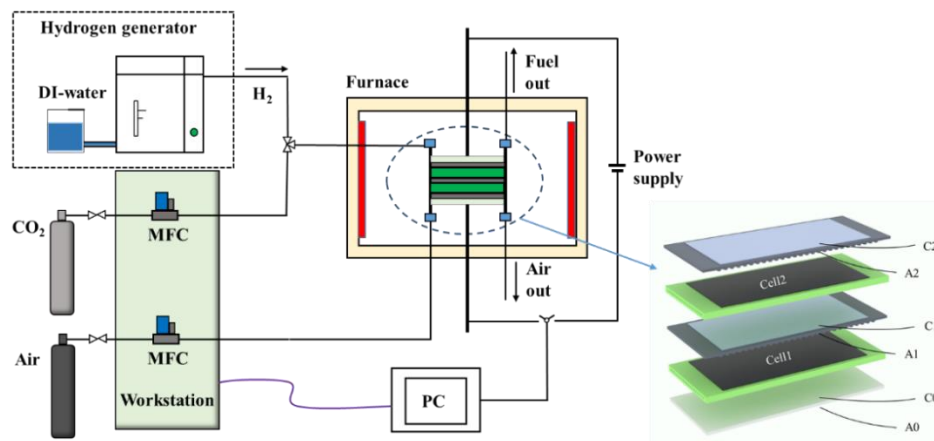 Hydrogen generator
DI-water
H₂
Fuel
out
Furnace
Power
supply
CO₂
MFC
Air
out
Air
MFC
Workstation
PC
C2
A2
Cell2
A1
Cell1
A0